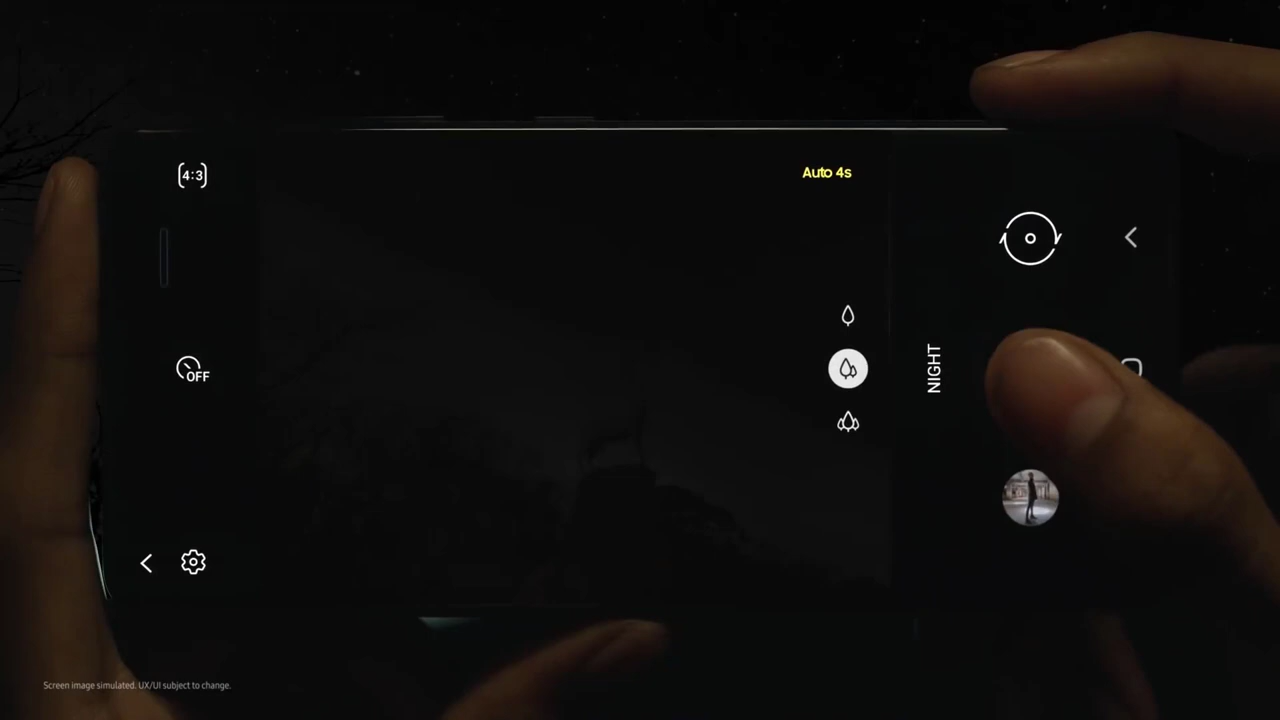 4:3
Auto 4s
OFF
NIGHT
Screen image simulated. UX/UI subject to change.